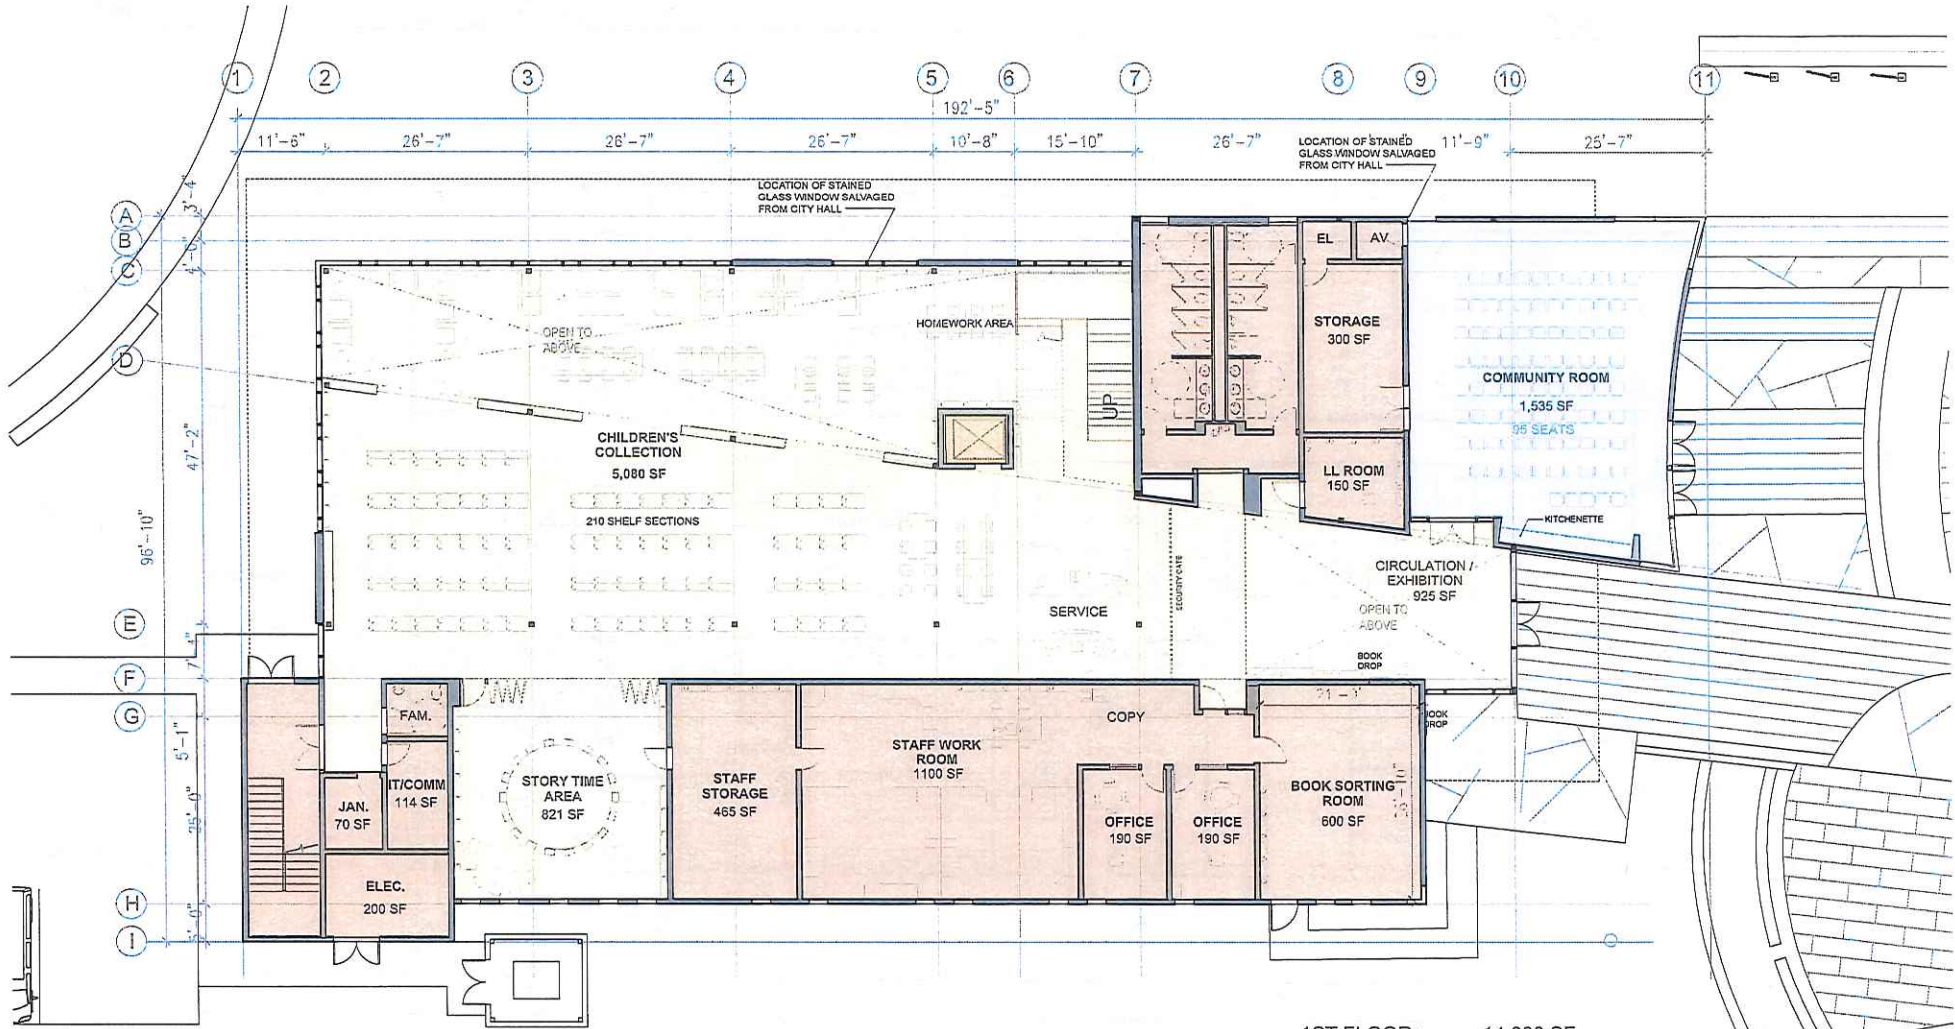 1 2 3 4 5 6 7 8 9 10 11
192'-5"
11'-6" 26'-7" 26'-7" 26'-7" 10'-8" 15'-10" 26'-7" 11'-9" 25'-7"
LOCATION OF STAINED
GLASS WINDOW SALVAGED
FROM CITY HALL
LOCATION OF STAINED
GLASS WINDOW SALVAGED
FROM CITY HALL
A
B
C
D
E
F
G
H
I
3'-4"
4'-0"
47'-2"
96'-10"
7'-4"
5'-1"
25'-0"
5'-0"
OPEN TO
ABOVE
HOMEWORK AREA
UP
CHILDREN'S
COLLECTION
5,080 SF
210 SHELF SECTIONS
EL
AV
STORAGE
300 SF
LL ROOM
150 SF
COMMUNITY ROOM
1,535 SF
95 SEATS
KITCHENETTE
SECURITY GATE
CIRCULATION /
EXHIBITION
925 SF
OPEN TO
ABOVE
SERVICE
BOOK
DROP
BOOK
DROP
FAM.
IT/COMM
114 SF
JAN.
70 SF
ELEC.
200 SF
STORY TIME
AREA
821 SF
STAFF
STORAGE
465 SF
STAFF WORK
ROOM
1100 SF
COPY
OFFICE
190 SF
OFFICE
190 SF
BOOK SORTING
ROOM
600 SF